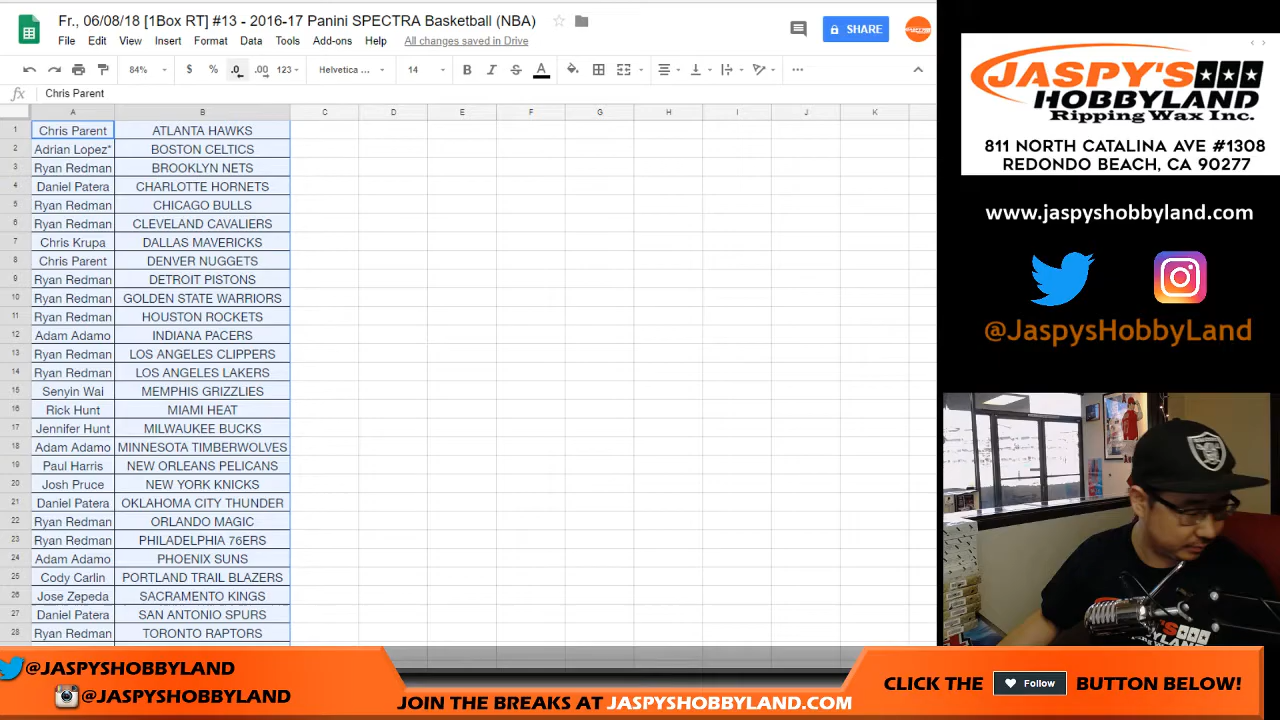 Fr., 06/08/18 [1Box RT] #13 - 2016-17 Panini SPECTRA Basketball (NBA)
File Edit View Insert Format Data Tools Add-ons Help All changes saved in Drive
SHARE
84% $ % .0 .00 123 Helvetica ... 14 B I S A
fx Chris Parent
A B C D E F G H I J K
1 Chris Parent ATLANTA HAWKS
2 Adrian Lopez* BOSTON CELTICS
3 Ryan Redman BROOKLYN NETS
4 Daniel Patera CHARLOTTE HORNETS
5 Ryan Redman CHICAGO BULLS
6 Ryan Redman CLEVELAND CAVALIERS
7 Chris Krupa DALLAS MAVERICKS
8 Chris Parent DENVER NUGGETS
9 Ryan Redman DETROIT PISTONS
10 Ryan Redman GOLDEN STATE WARRIORS
11 Ryan Redman HOUSTON ROCKETS
12 Adam Adamo INDIANA PACERS
13 Ryan Redman LOS ANGELES CLIPPERS
14 Ryan Redman LOS ANGELES LAKERS
15 Senyin Wai MEMPHIS GRIZZLIES
16 Rick Hunt MIAMI HEAT
17 Jennifer Hunt MILWAUKEE BUCKS
18 Adam Adamo MINNESOTA TIMBERWOLVES
19 Paul Harris NEW ORLEANS PELICANS
20 Josh Pruce NEW YORK KNICKS
21 Daniel Patera OKLAHOMA CITY THUNDER
22 Ryan Redman ORLANDO MAGIC
23 Ryan Redman PHILADELPHIA 76ERS
24 Adam Adamo PHOENIX SUNS
25 Cody Carlin PORTLAND TRAIL BLAZERS
26 Jose Zepeda SACRAMENTO KINGS
27 Daniel Patera SAN ANTONIO SPURS
28 Ryan Redman TORONTO RAPTORS
JASPY'S
HOBBYLAND
Ripping Wax Inc.
811 NORTH CATALINA AVE #1308
REDONDO BEACH, CA 90277
www.jaspyshobbyland.com
@JaspysHobbyLand
@JASPYSHOBBYLAND
@JASPYSHOBBYLAND
JOIN THE BREAKS AT JASPYSHOBBYLAND.COM
CLICK THE Follow BUTTON BELOW!